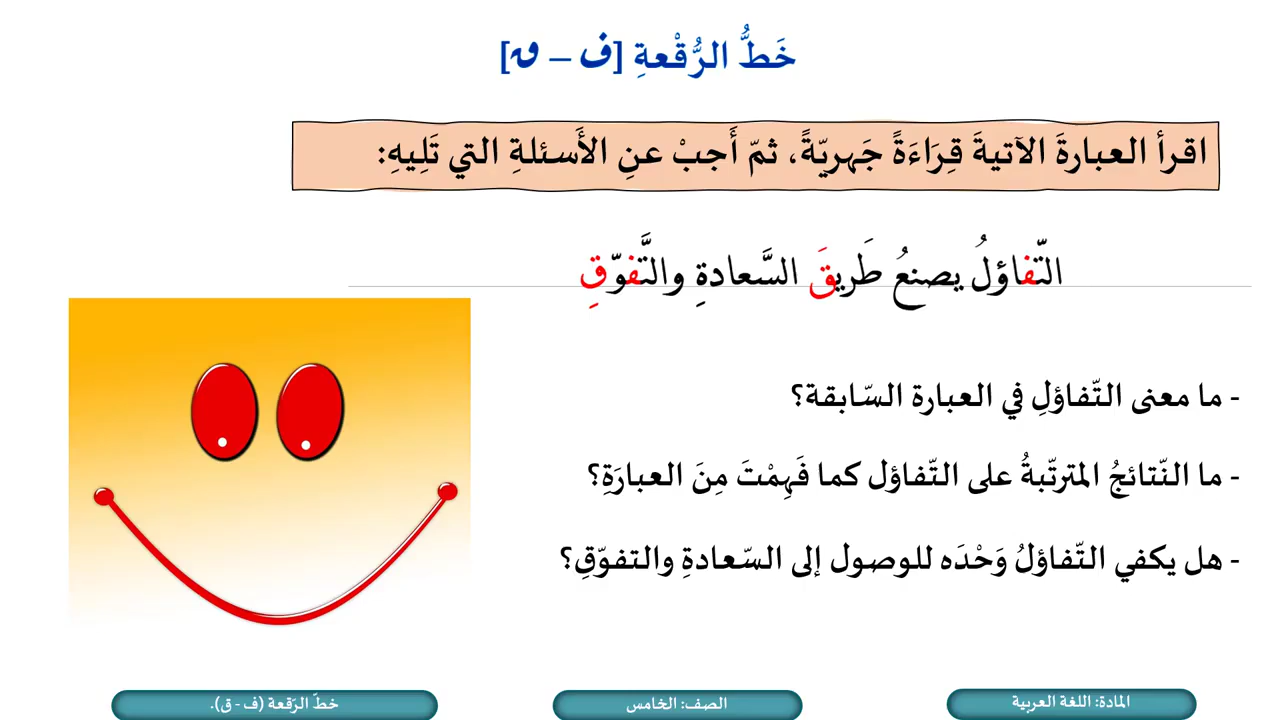 خَطُّ الرُّقْعةِ [ف – ق]
اقرأ العبارةَ الآتيةَ قِرَاءَةً جَهريّةً، ثمّ أَجبْ عنِ الأَسئلةِ التي تَلِيهِ:
التّفاؤلُ يصنعُ طَريقَ السَّعادةِ والتَّفوّقِ
- ما معنى التّفاؤلِ في العبارة السّابقة؟
- ما النّتائجُ المترتّبةُ على التّفاؤل كما فَهِمْتَ مِنَ العبارَةِ؟
- هل يكفي التّفاؤلُ وَحْدَه للوصول إلى السّعادةِ والتفوّقِ؟
المادة: اللغة العربية
الصف: الخامس
خطّ الرّقعة (ف - ق).